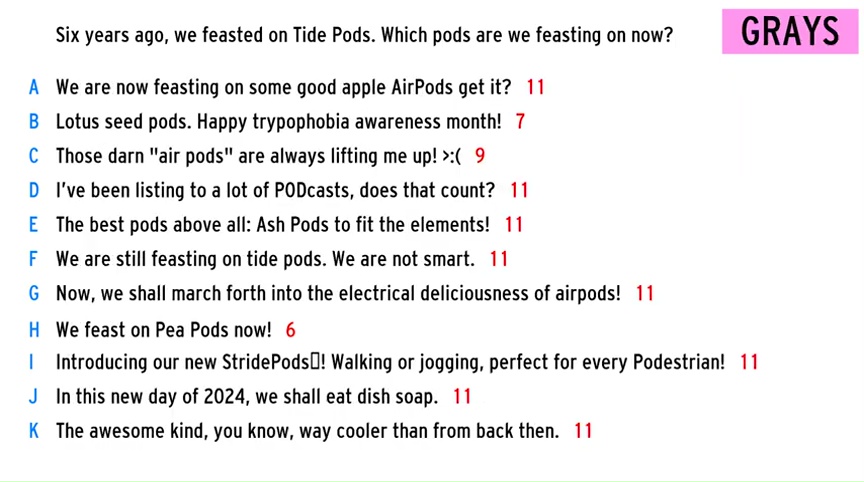 Six years ago, we feasted on Tide Pods. Which pods are we feasting on now?
GRAYS
A We are now feasting on some good apple AirPods get it? 11
B Lotus seed pods. Happy trypophobia awareness month! 7
C Those darn "air pods" are always lifting me up! >:( 9
D I've been listing to a lot of PODcasts, does that count? 11
E The best pods above all: Ash Pods to fit the elements! 11
F We are still feasting on tide pods. We are not smart. 11
G Now, we shall march forth into the electrical deliciousness of airpods! 11
H We feast on Pea Pods now! 6
I Introducing our new StridePods▯! Walking or jogging, perfect for every Podestrian! 11
J In this new day of 2024, we shall eat dish soap. 11
K The awesome kind, you know, way cooler than from back then. 11